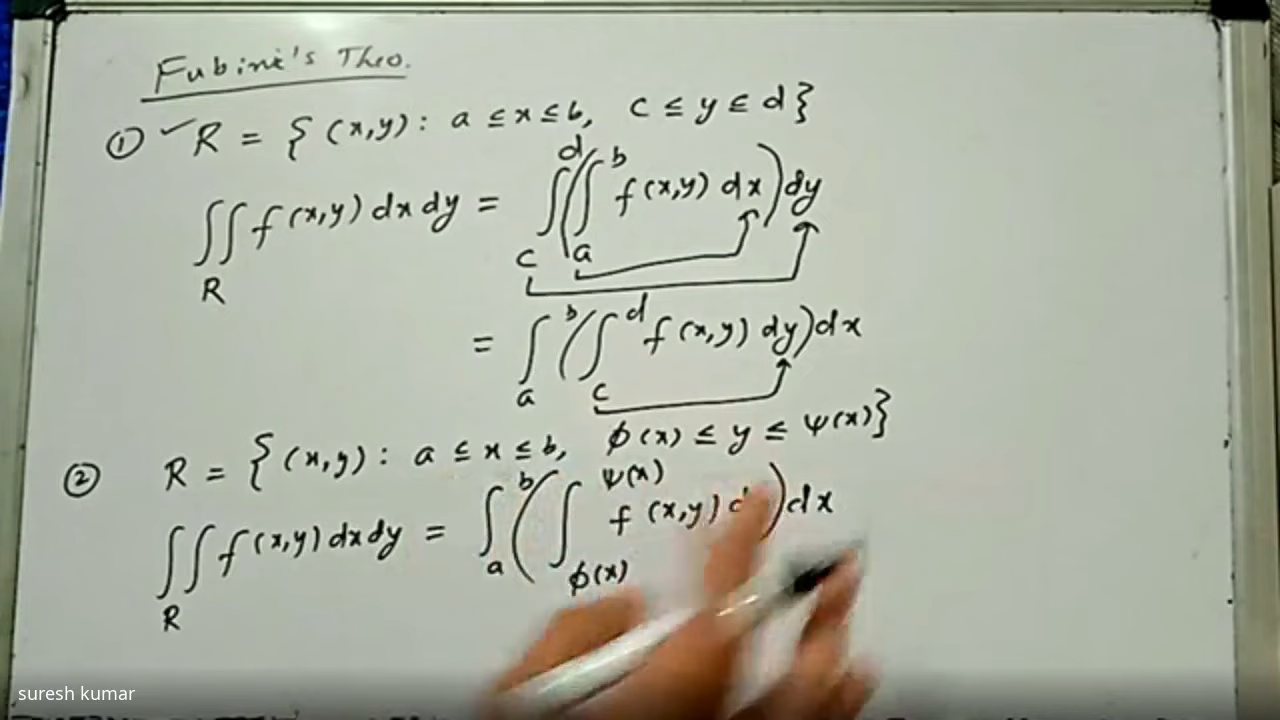 Fubini's Theo.
① ✓ R = {(x,y): a ≤ x ≤ b, c ≤ y ≤ d}
∬_R f(x,y) dx dy = ∫_c^d (∫_a^b f(x,y) dx) dy
= ∫_a^b (∫_c^d f(x,y) dy) dx
② R = {(x,y): a ≤ x ≤ b, φ(x) ≤ y ≤ ψ(x)}
∬_R f(x,y) dx dy = ∫_a^b (∫_φ(x)^ψ(x) f(x,y) d ) dx
suresh kumar